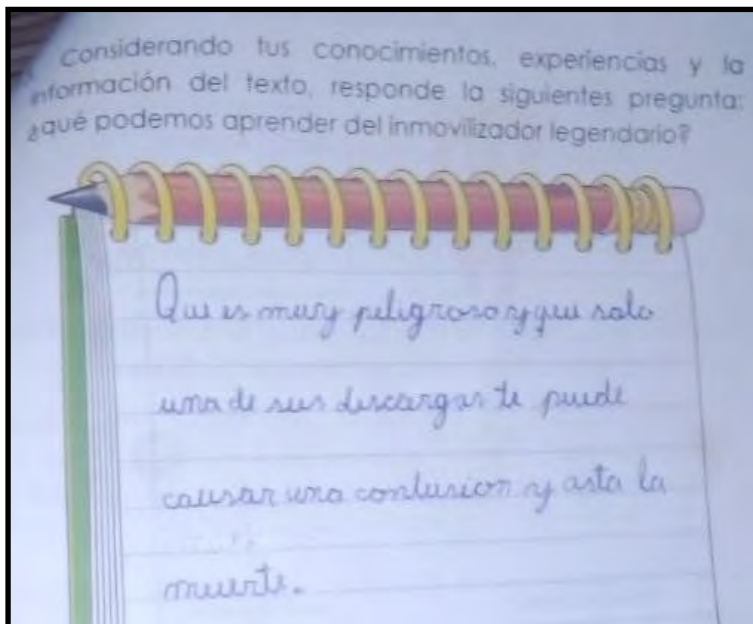 Considerando tus conocimientos, experiencias y la
información del texto, responde la siguientes pregunta:
¿qué podemos aprender del inmovilizador legendario?
Que es muy peligroso y que solo
una de sus descargas te puede
causar una contusion y asta la
muerte.